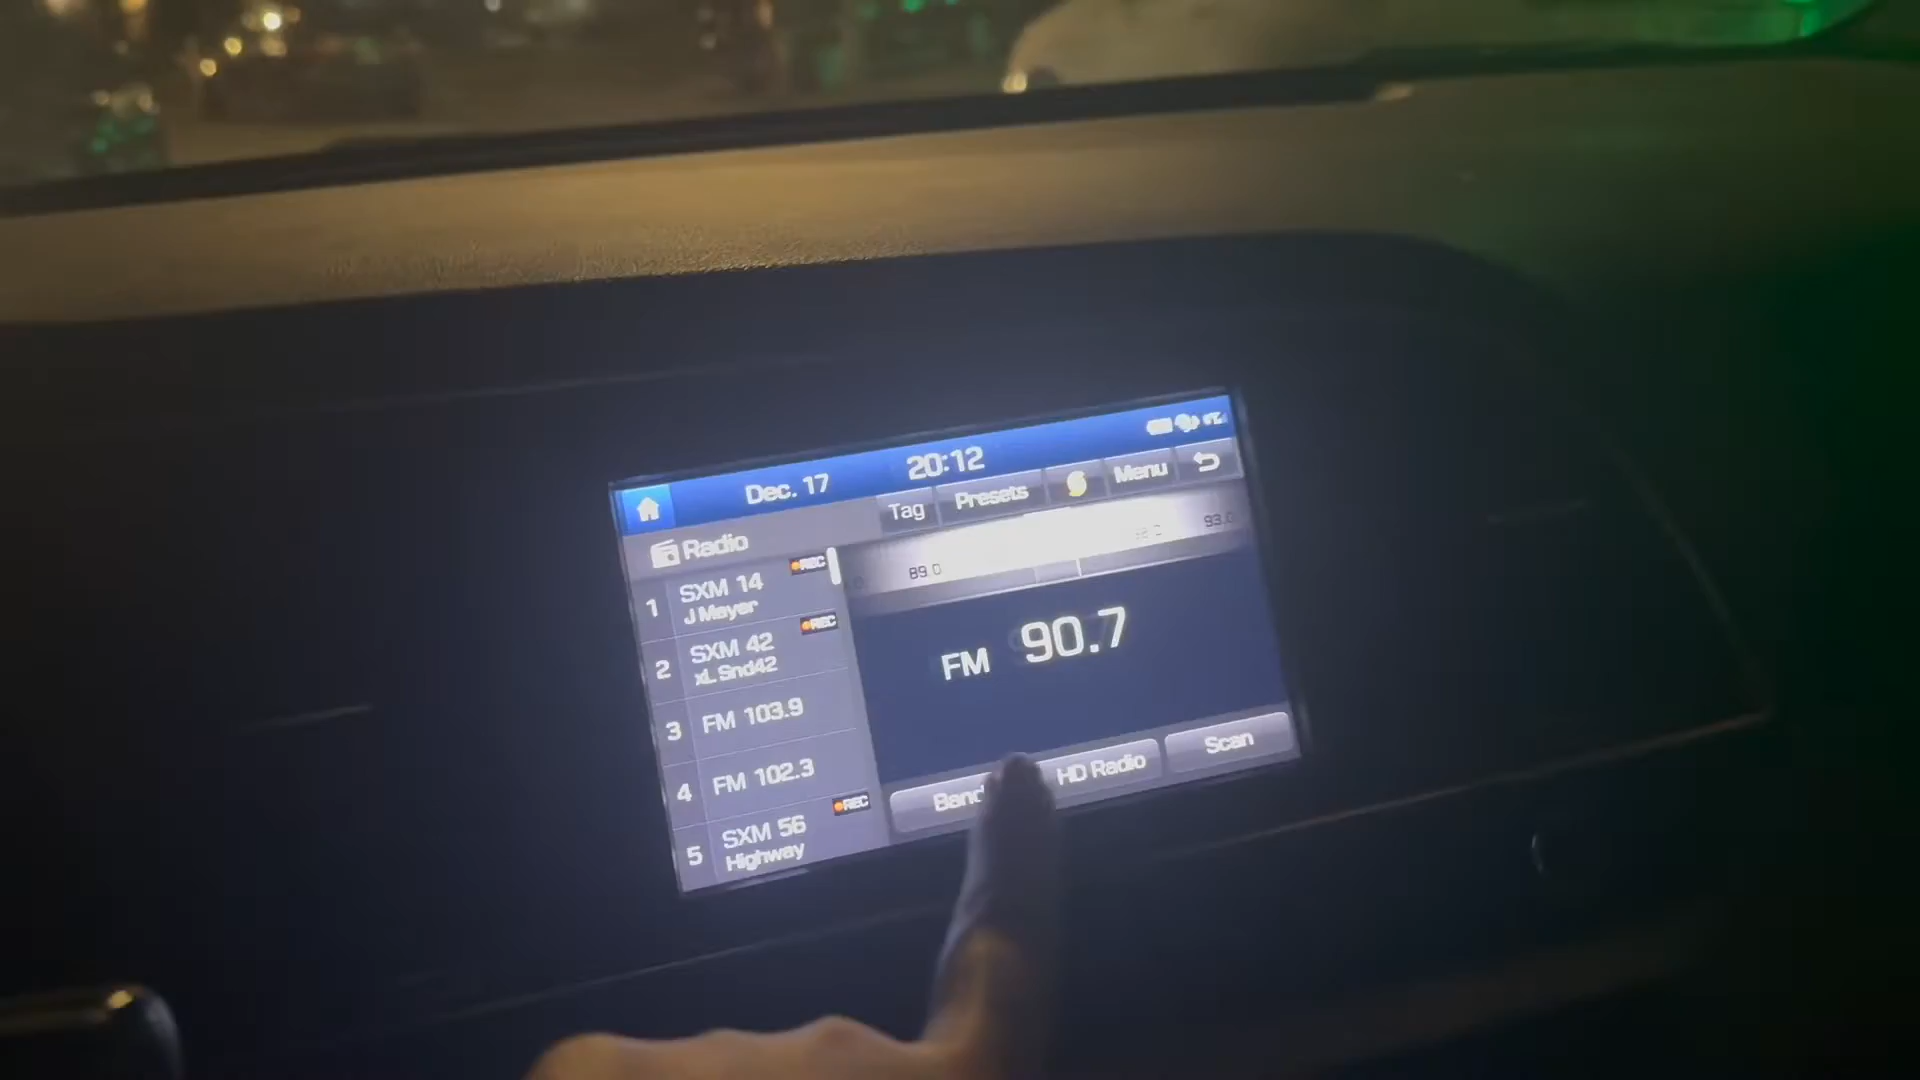 Dec. 17
20:12
Radio
Tag
Presets
Menu
89.0
93.0
1
SXM 14
J Mayer
REC
2
SXM 42
xL Snd42
REC
3
FM 103.9
4
FM 102.3
5
SXM 56
Highway
REC
FM 90.7
Band
HD Radio
Scan